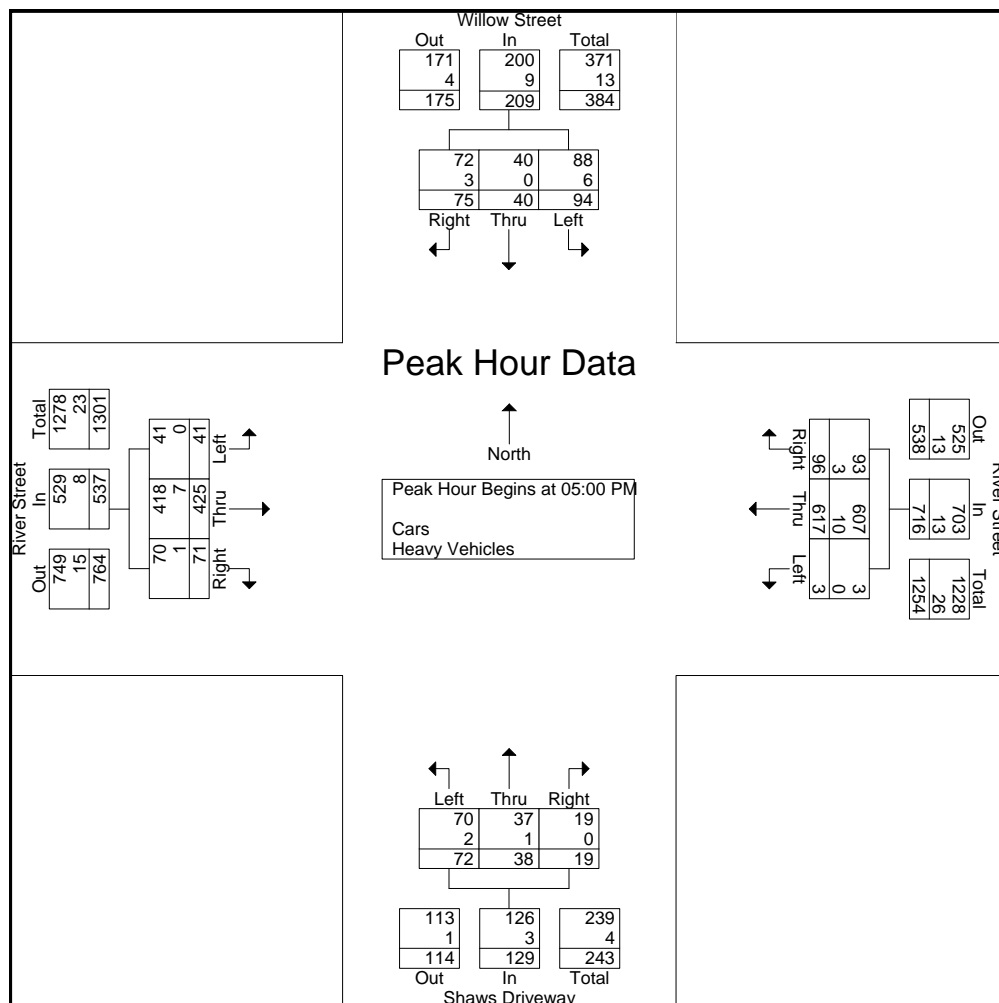 Willow Street
Out In Total
171 200 371
4 9 13
175 209 384
72 40 88
3 0 6
75 40 94
Right Thru Left
Peak Hour Data
North
Peak Hour Begins at 05:00 PM
Cars
Heavy Vehicles
River Street
Out In Total
749 529 1278
15 8 23
764 537 1301
70 418 41
1 7 0
71 425 41
Right Thru Left
River Street
Out In Total
525 703 1228
13 13 26
538 716 1254
93 607 3
3 10 0
96 617 3
Right Thru Left
Left Thru Right
70 37 19
2 1 0
72 38 19
113 126 239
1 3 4
114 129 243
Out In Total
Shaws Driveway